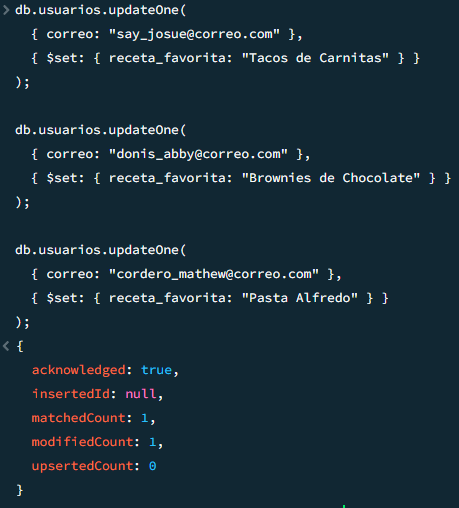 > db.usuarios.updateOne(
{ correo: "say_josue@correo.com" },
{ $set: { receta_favorita: "Tacos de Carnitas" } }
);
db.usuarios.updateOne(
{ correo: "donis_abby@correo.com" },
{ $set: { receta_favorita: "Brownies de Chocolate" } }
);
db.usuarios.updateOne(
{ correo: "cordero_mathew@correo.com" },
{ $set: { receta_favorita: "Pasta Alfredo" } }
);
< {
acknowledged: true,
insertedId: null,
matchedCount: 1,
modifiedCount: 1,
upsertedCount: 0
}